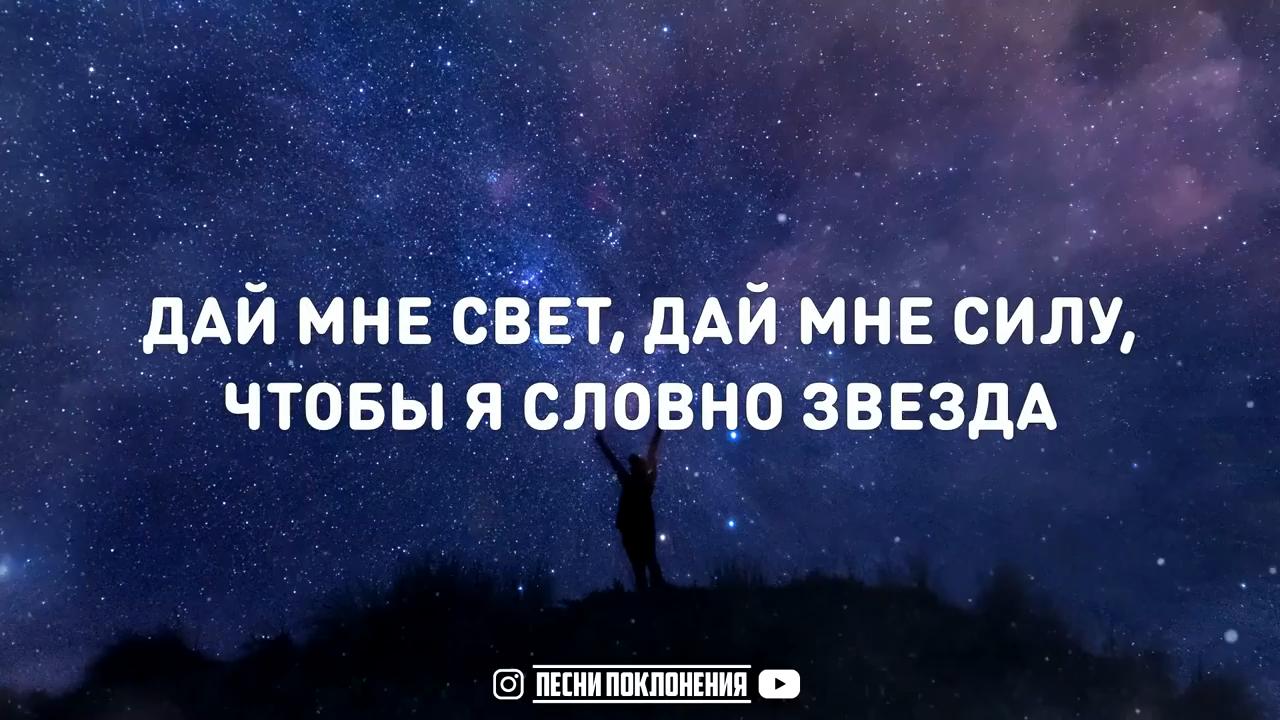 ДАЙ МНЕ СВЕТ, ДАЙ МНЕ СИЛУ,
ЧТОБЫ Я СЛОВНО ЗВЕЗДА
ПЕСНИ ПОКЛОНЕНИЯ